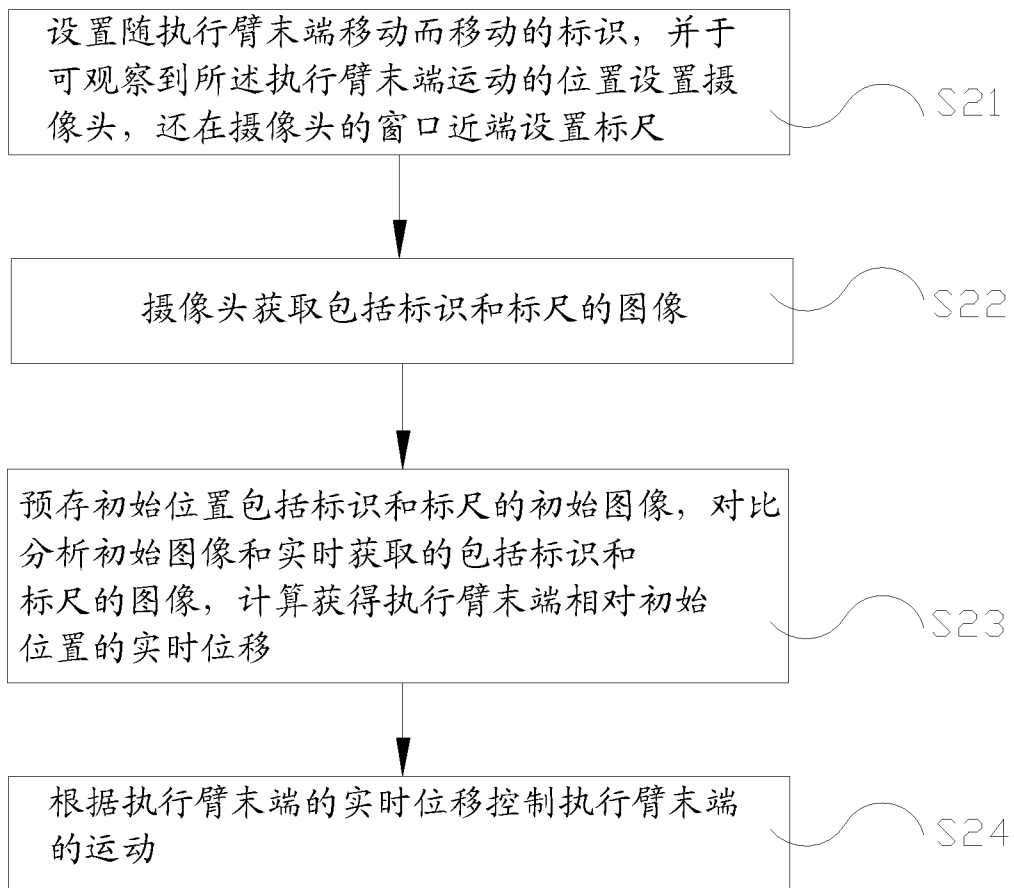 设置随执行臂末端移动而移动的标识，并于
可观察到所述执行臂末端运动的位置设置摄
像头，还在摄像头的窗口近端设置标尺
S21
摄像头获取包括标识和标尺的图像
S22
预存初始位置包括标识和标尺的初始图像，对比
分析初始图像和实时获取的包括标识和
标尺的图像，计算获得执行臂末端相对初始
位置的实时位移
S23
根据执行臂末端的实时位移控制执行臂末端
的运动
S24